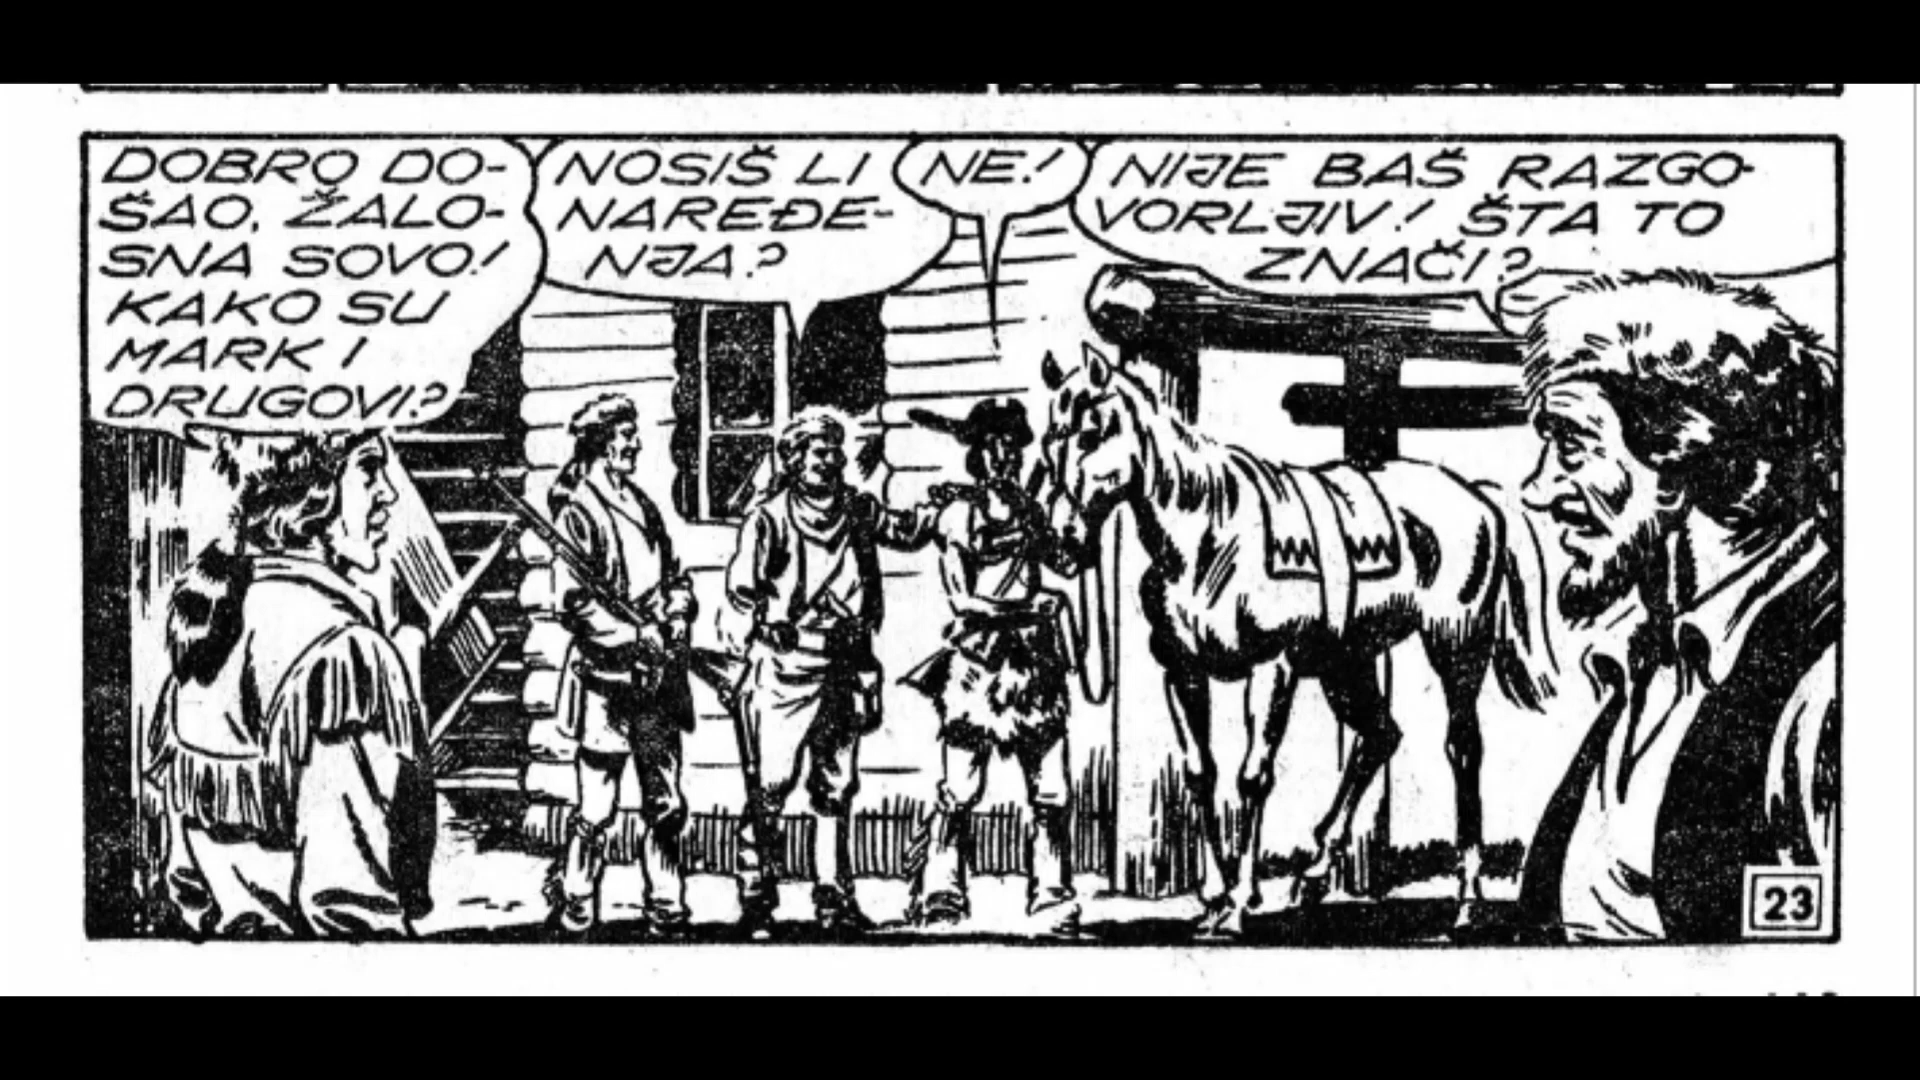 DOBRO DO-
ŠAO, ŽALO-
SNA SOVO!
KAKO SU
MARK I
DRUGOVI?
NOSIŠ LI
NAREĐE-
NJA?
NE!
NIJE BAŠ RAZGO-
VORLJIV! ŠTA TO
ZNAČI?
23